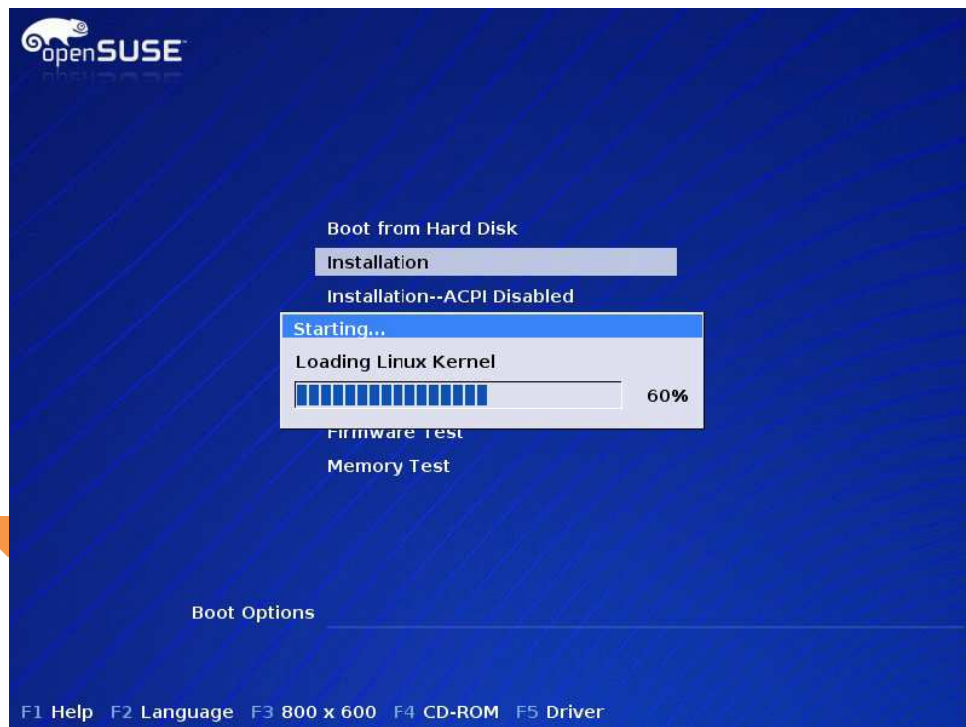 openSUSE
Boot from Hard Disk
Installation
Installation--ACPI Disabled
Starting...
Loading Linux Kernel
60%
Firmware Test
Memory Test
Boot Options
F1 Help F2 Language F3 800 x 600 F4 CD-ROM F5 Driver